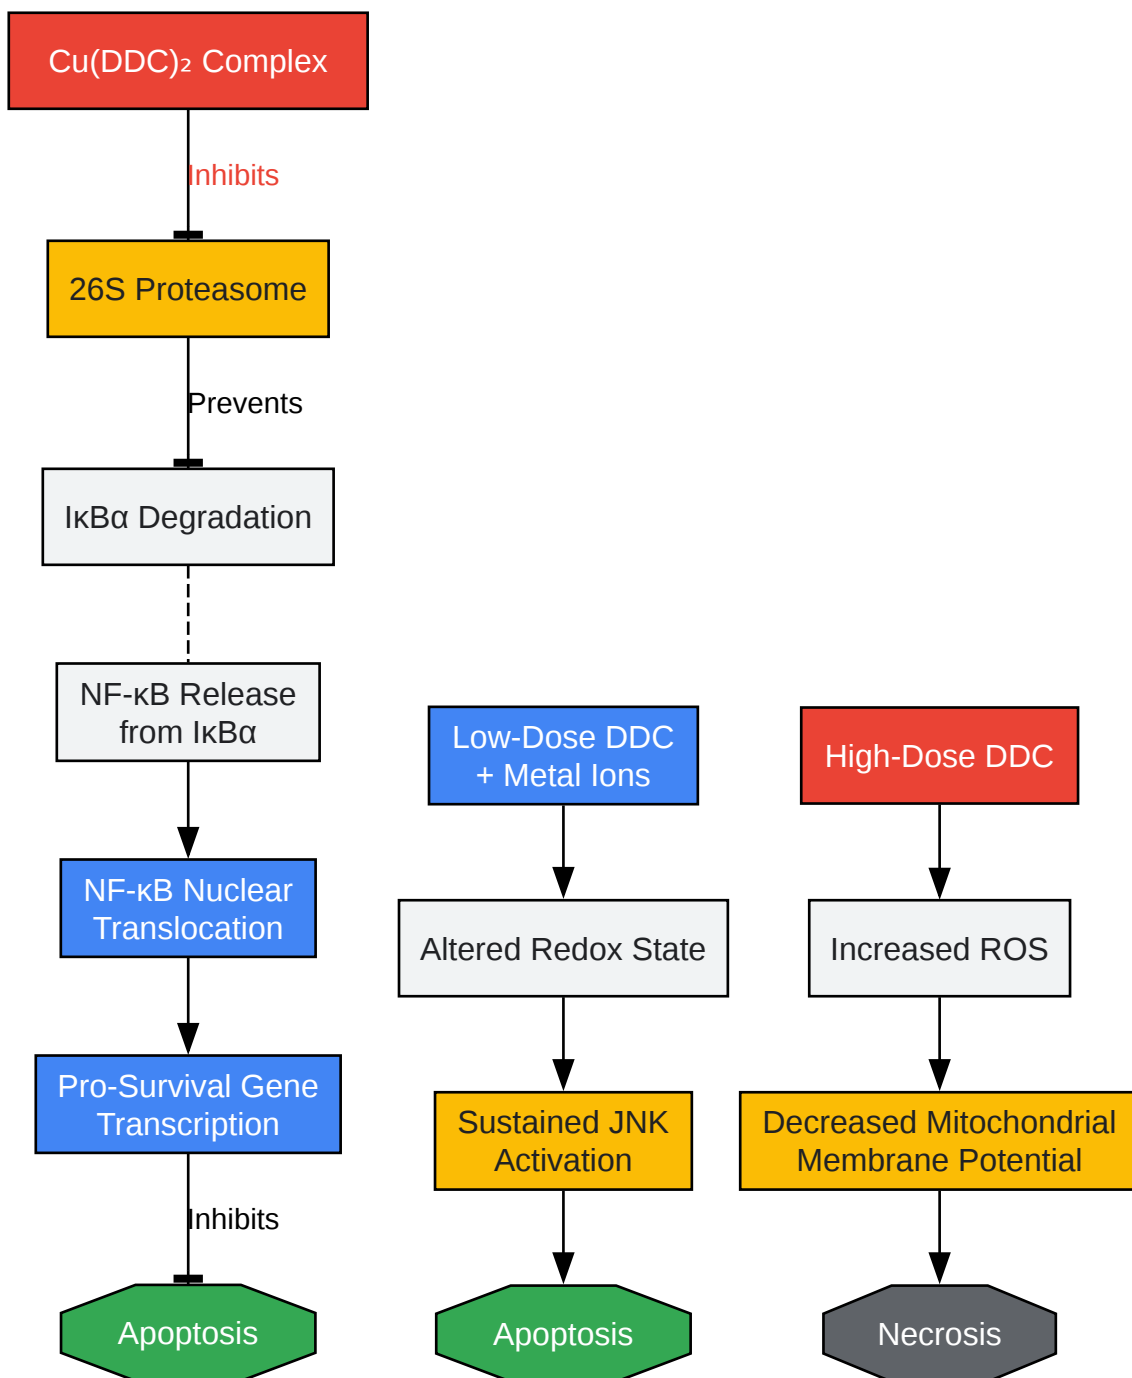 Cu(DDC)₂ Complex
Inhibits
26S Proteasome
Prevents
IκBα Degradation
NF-κB Release
from IκBα
NF-κB Nuclear
Translocation
Pro-Survival Gene
Transcription
Inhibits
Apoptosis
Low-Dose DDC
+ Metal Ions
Altered Redox State
Sustained JNK
Activation
Apoptosis
High-Dose DDC
Increased ROS
Decreased Mitochondrial
Membrane Potential
Necrosis